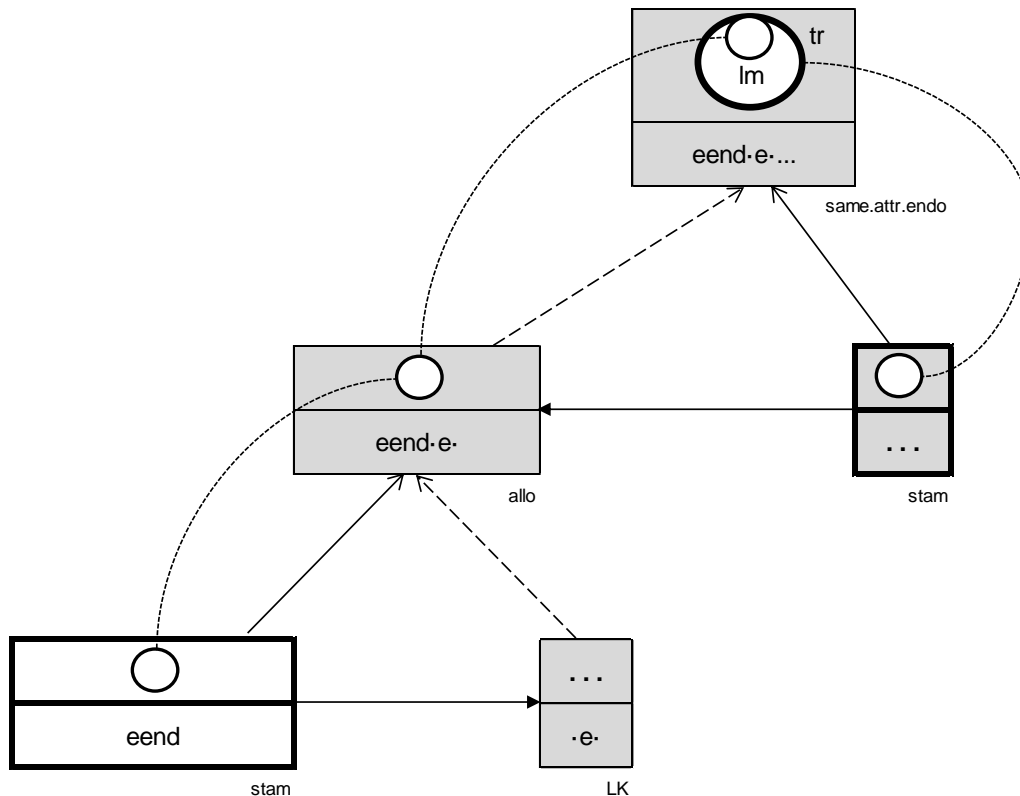 tr
lm
eend·e·...
same.attr.endo
eend·e·
allo
...
stam
eend
stam
...
·e·
LK